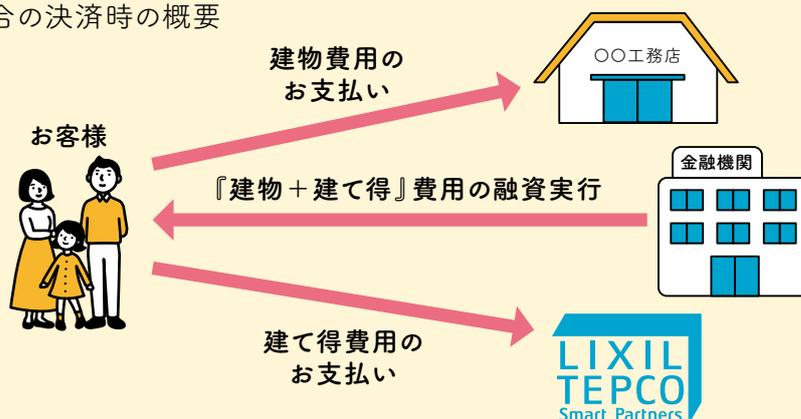 合の決済時の概要
建物費用の
お支払い
〇〇工務店
お客様
金融機関
『建物＋建て得』費用の融資実行
建て得費用の
お支払い
LIXIL
TEPCO
Smart Partners